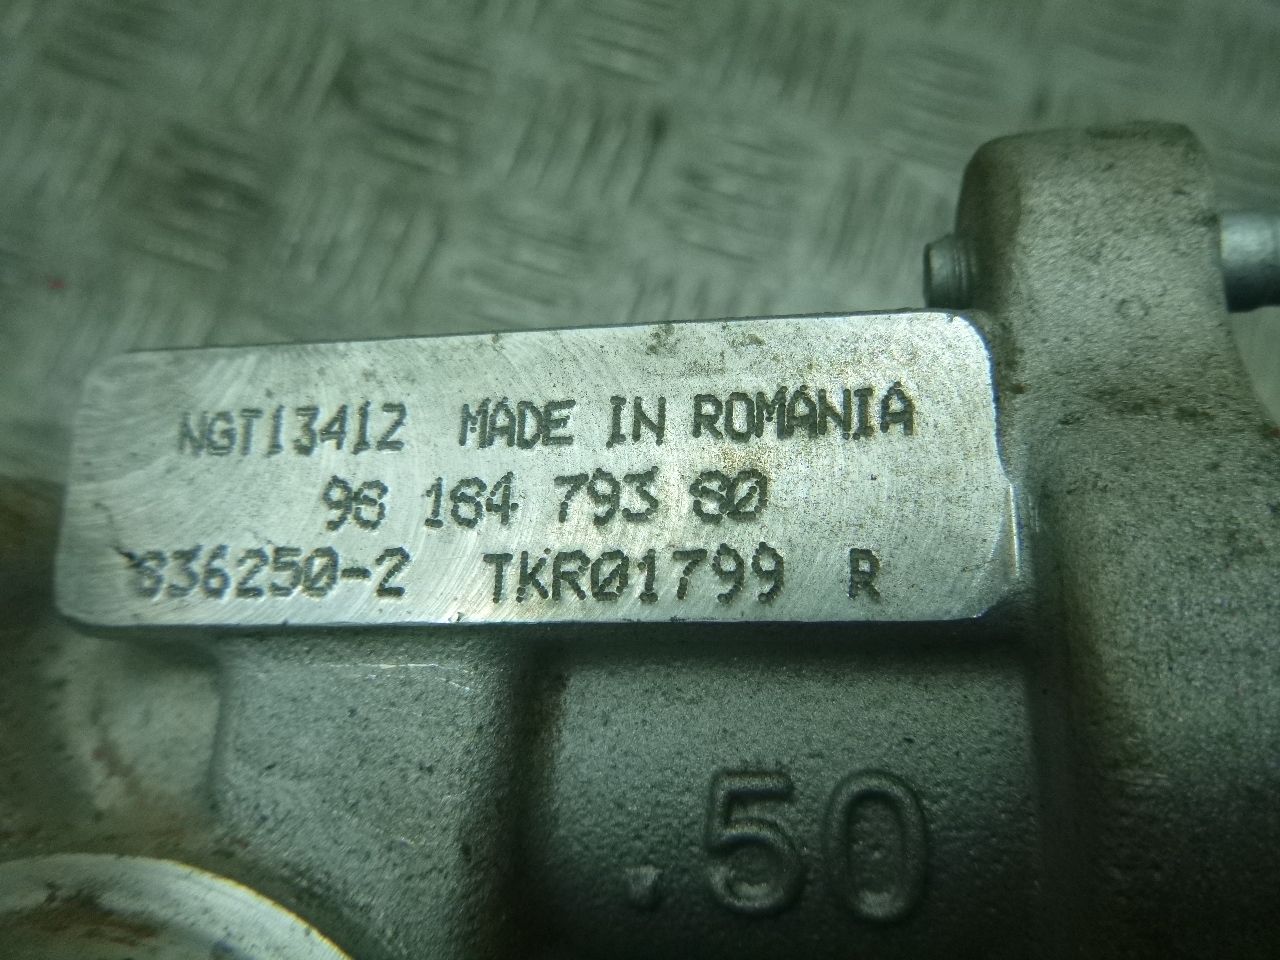 NGT13412 MADE IN ROMANIA
98 164 793 80
836250-2 TKR01799 R
.50